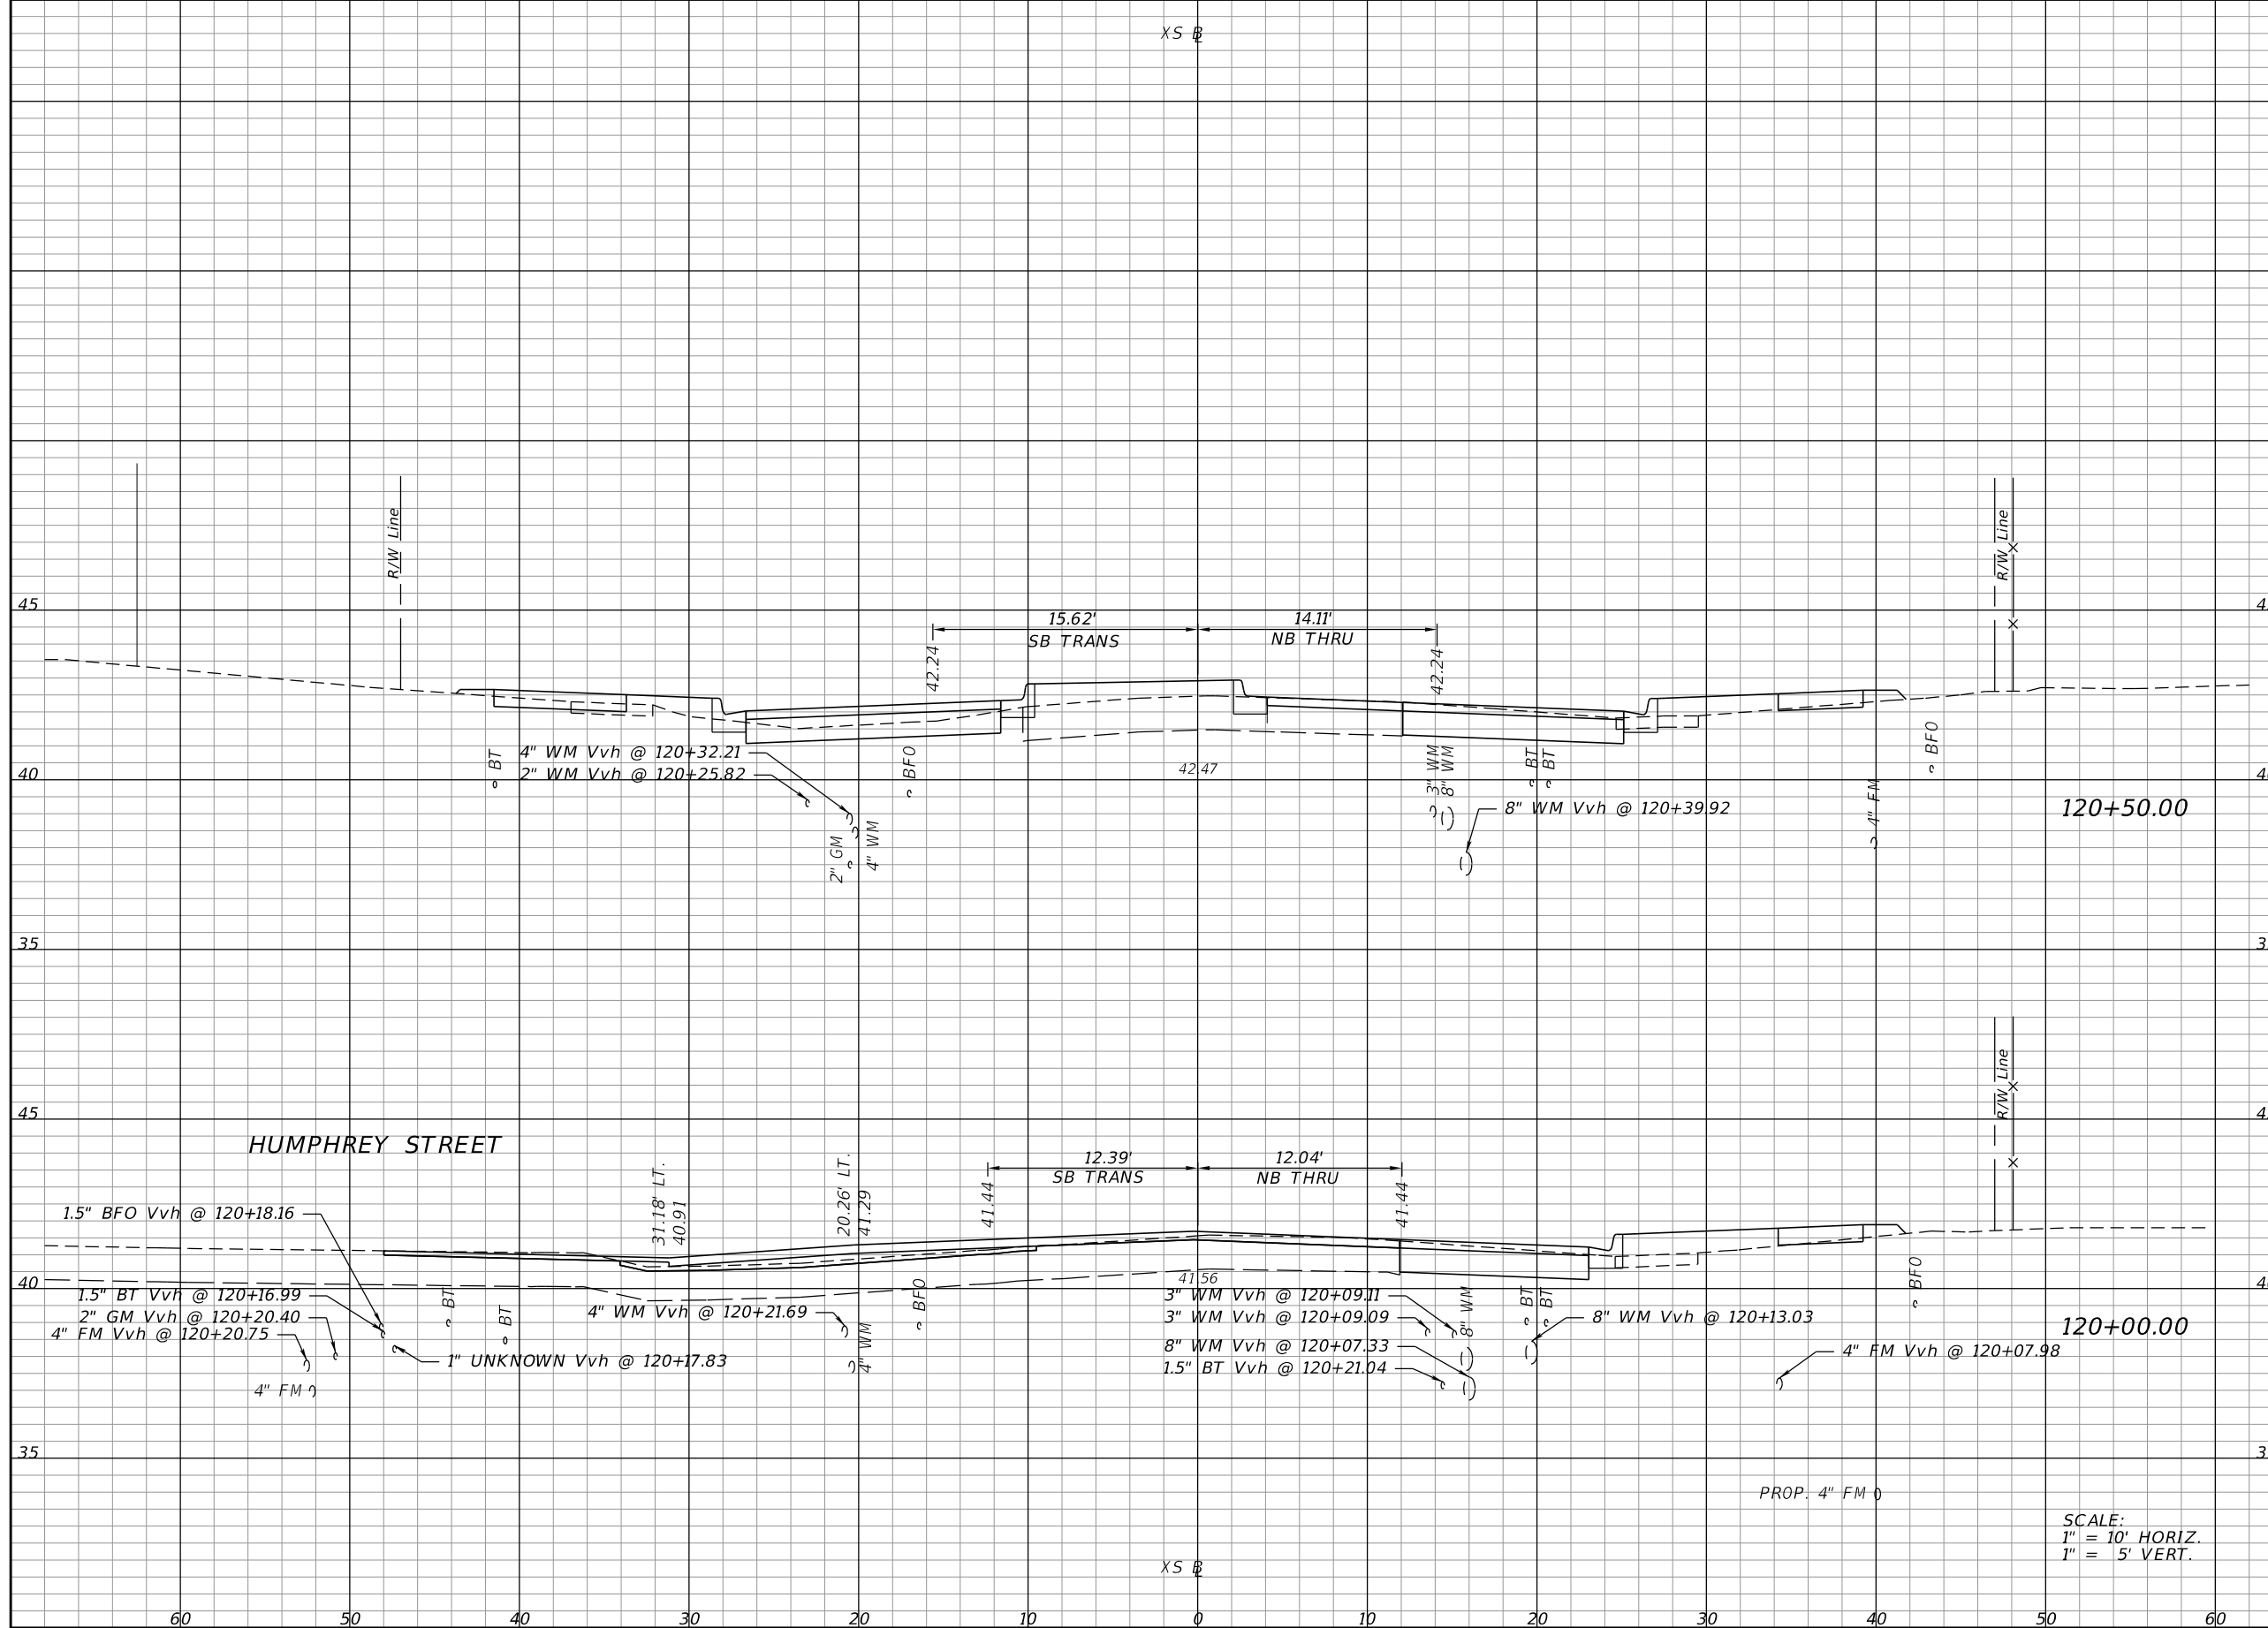 XS BL
R/W Line
R/W Line
45
45
15.62'
14.11'
SB TRANS
NB THRU
42.24
42.24
BT
4" WM Vvh @ 120+32.21
2" WM Vvh @ 120+25.82
BFO
42.47
3" WM
8" WM
BT
BT
BFO
40
2" GM
4" WM
8" WM Vvh @ 120+39.92
4" FM
120+50.00
35
R/W Line
45
HUMPHREY STREET
31.18' LT.
40.91
20.26' LT.
41.29
12.39'
12.04'
SB TRANS
NB THRU
41.44
41.44
1.5" BFO Vvh @ 120+18.16
40
41.56
1.5" BT Vvh @ 120+16.99
2" GM Vvh @ 120+20.40
4" FM Vvh @ 120+20.75
1" UNKNOWN Vvh @ 120+17.83
4" FM
BT
BT
4" WM Vvh @ 120+21.69
4" WM
BFO
3" WM Vvh @ 120+09.11
3" WM Vvh @ 120+09.09
8" WM Vvh @ 120+07.33
1.5" BT Vvh @ 120+21.04
8" WM
BT
BT
8" WM Vvh @ 120+13.03
4" FM Vvh @ 120+07.98
BFO
120+00.00
35
PROP. 4" FM
SCALE:
1" = 10' HORIZ.
1" = 5' VERT.
XS BL
60 50 40 30 20 10 0 10 20 30 40 50 60